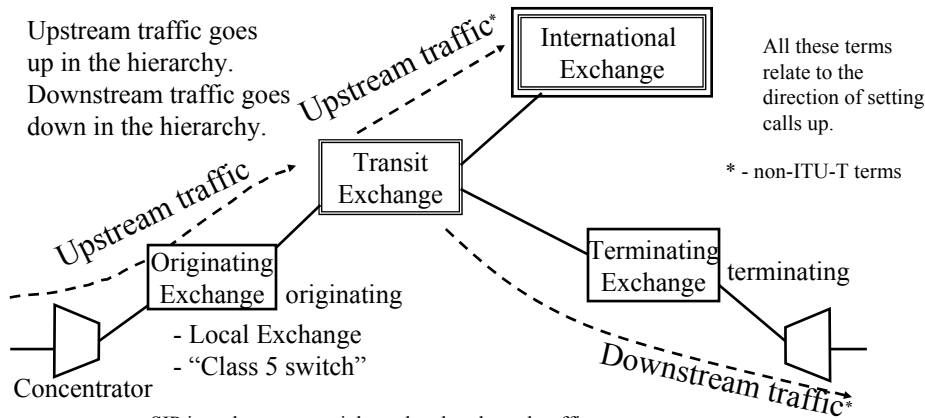 Upstream traffic goes
up in the hierarchy.
Downstream traffic goes
down in the hierarchy.
Upstream traffic*
International
Exchange
All these terms
relate to the
direction of setting
calls up.
* - non-ITU-T terms
Transit
Exchange
Upstream traffic
Originating
Exchange
originating
- Local Exchange
- “Class 5 switch”
Concentrator
Terminating
Exchange
terminating
Downstream traffic*